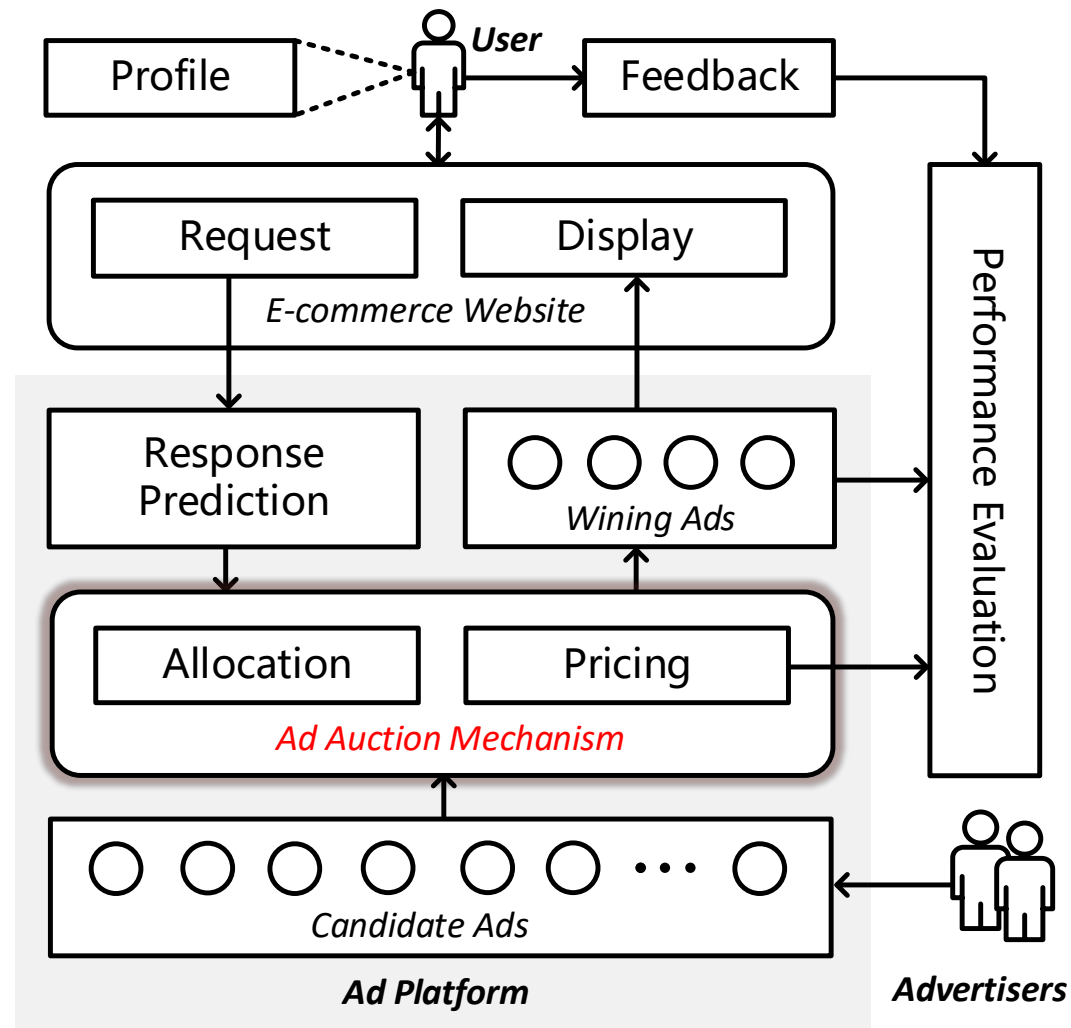 User
Profile
Feedback
Request
Display
E-commerce Website
Performance Evaluation
Response
Prediction
Wining Ads
Allocation
Pricing
Ad Auction Mechanism
Candidate Ads
Ad Platform
Advertisers